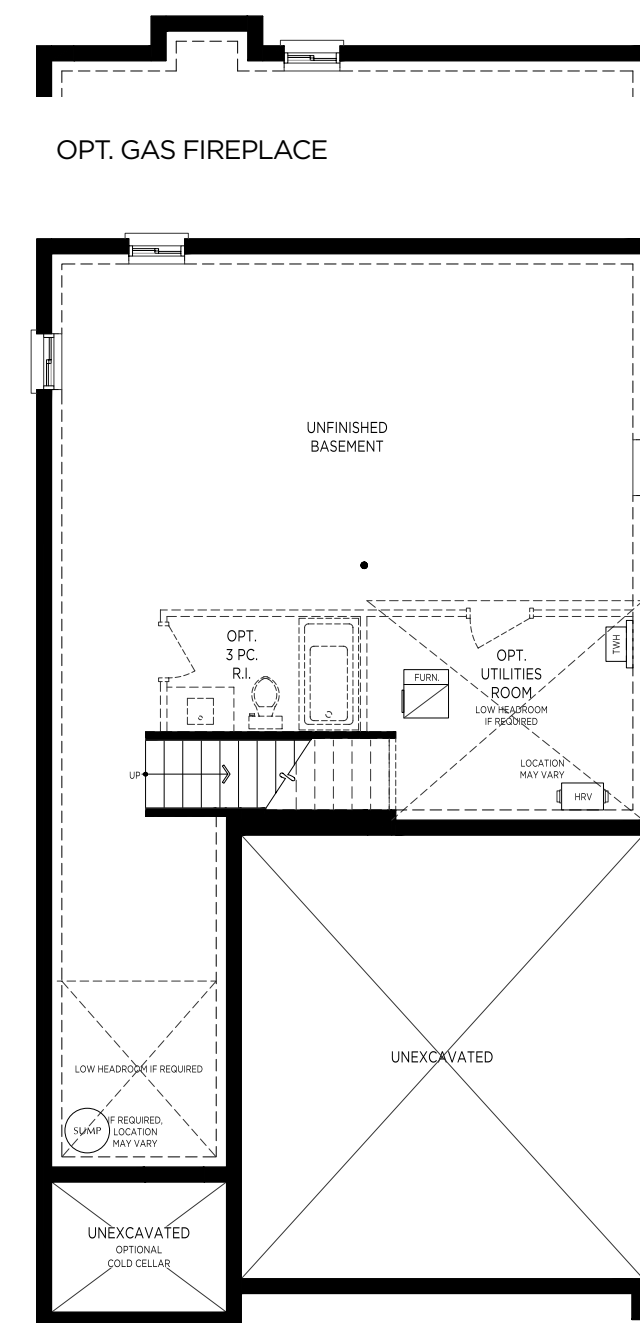 OPT. GAS FIREPLACE
UNFINISHED
BASEMENT
OPT.
3 PC.
R.I.
FURN.
OPT.
UTILITIES
ROOM
LOW HEADROOM
IF REQUIRED
TWH
LOCATION
MAY VARY
HRV
UP
UNEXCAVATED
LOW HEADROOM IF REQUIRED
SUMP
IF REQUIRED,
LOCATION
MAY VARY
UNEXCAVATED
OPTIONAL
COLD CELLAR